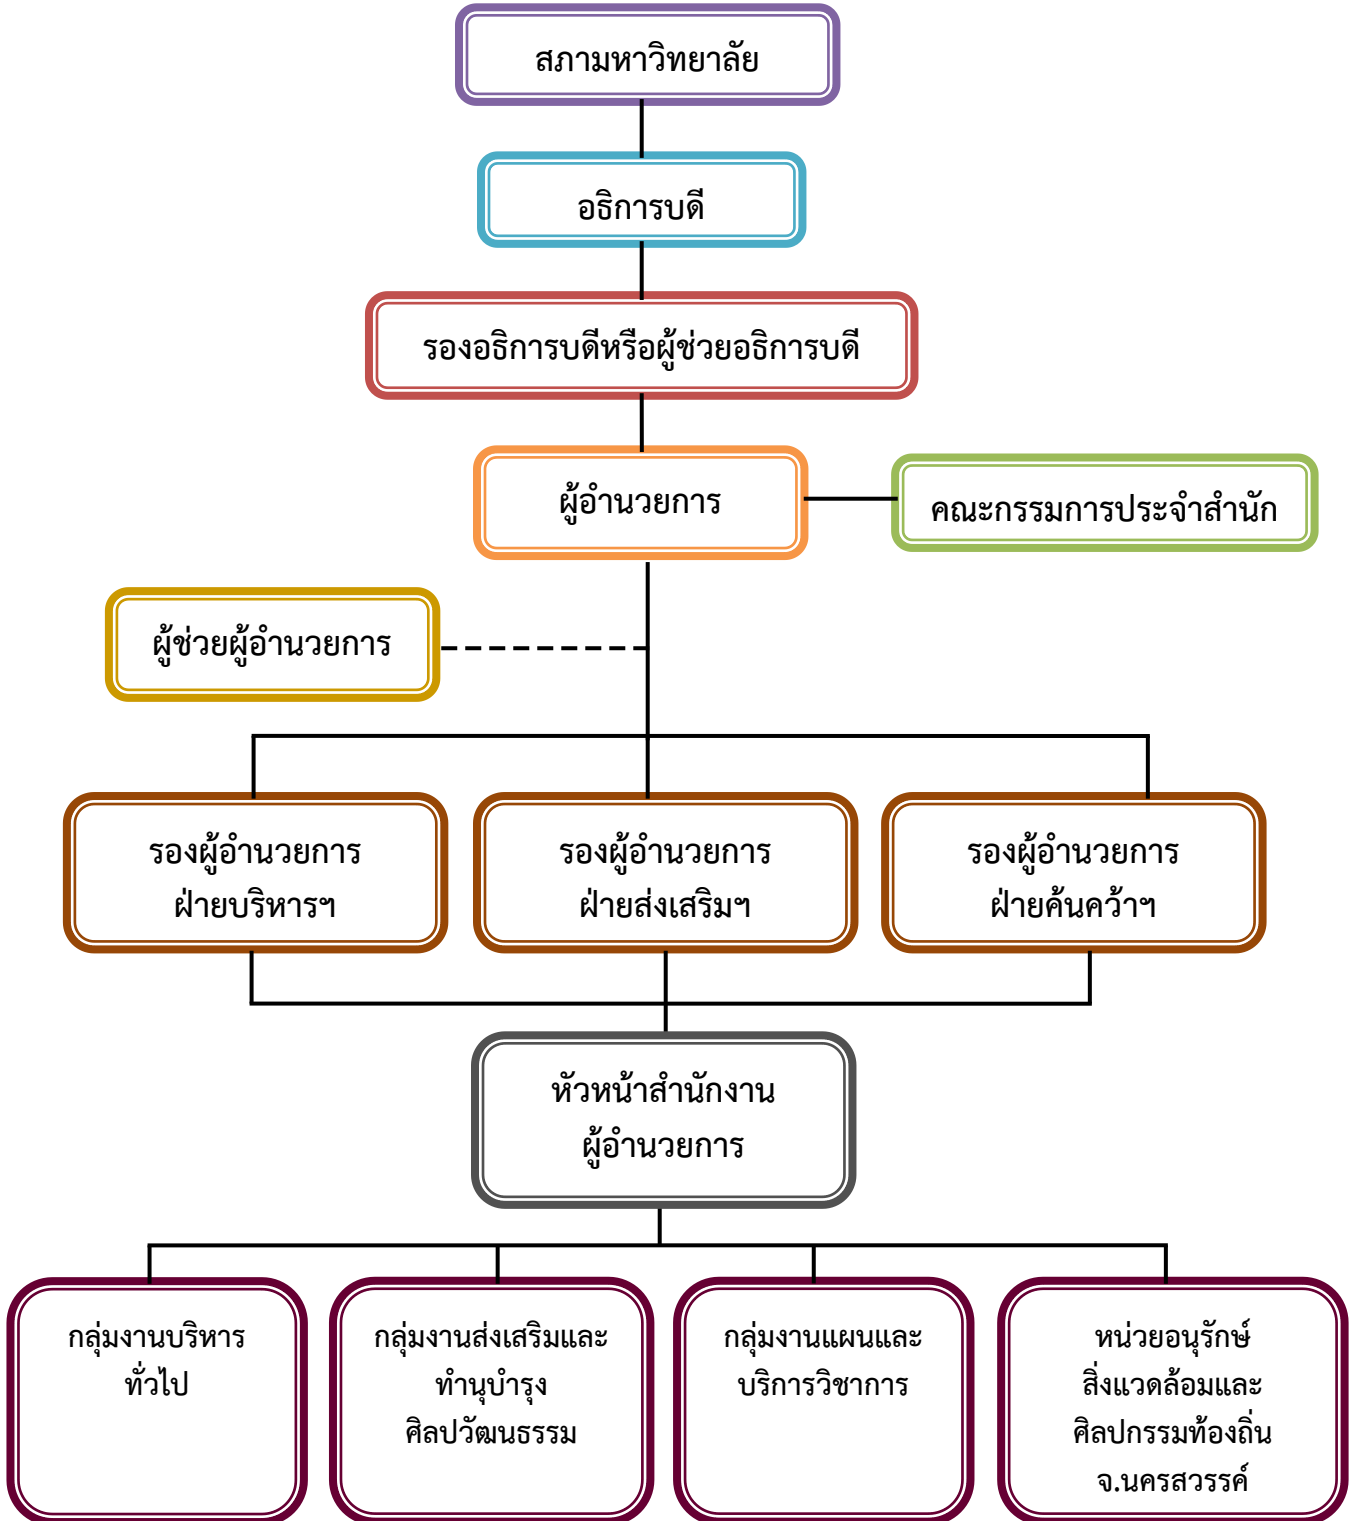 สภามหาวิทยาลัย
อธิการบดี
รองอธิการบดีหรือผู้ช่วยอธิการบดี
ผู้อำนวยการ
คณะกรรมการประจำสำนัก
ผู้ช่วยผู้อำนวยการ
รองผู้อำนวยการ
ฝ่ายบริหารฯ
รองผู้อำนวยการ
ฝ่ายส่งเสริมฯ
รองผู้อำนวยการ
ฝ่ายค้นคว้าฯ
หัวหน้าสำนักงาน
ผู้อำนวยการ
กลุ่มงานบริหาร
ทั่วไป
กลุ่มงานส่งเสริมและ
ทำนุบำรุง
ศิลปวัฒนธรรม
กลุ่มงานแผนและ
บริการวิชาการ
หน่วยอนุรักษ์
สิ่งแวดล้อมและ
ศิลปกรรมท้องถิ่น
จ.นครสวรรค์